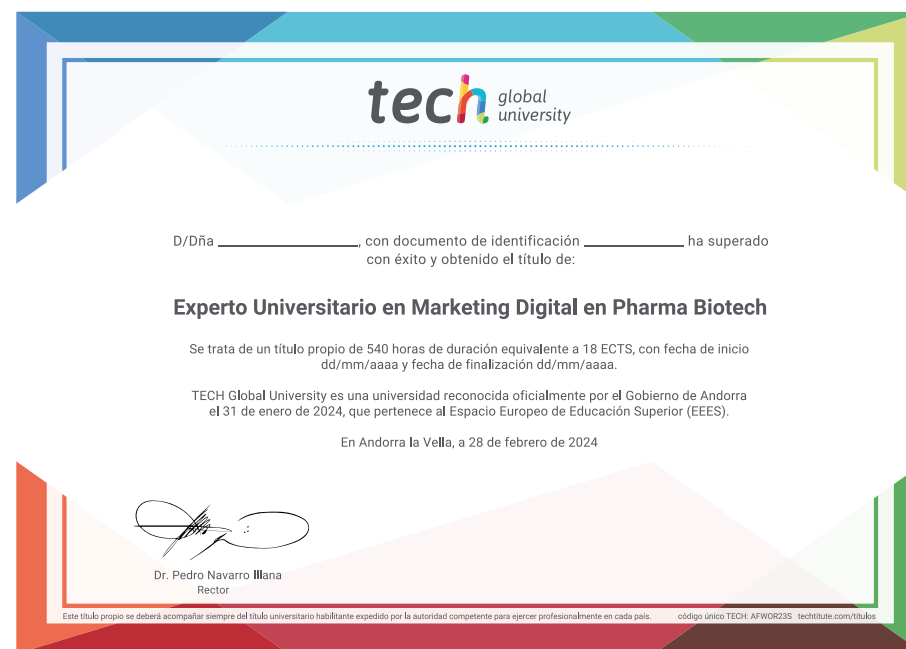 tech global university
D/Dña ____________________, con documento de identificación ______________ ha superado
con éxito y obtenido el título de:
Experto Universitario en Marketing Digital en Pharma Biotech
Se trata de un título propio de 540 horas de duración equivalente a 18 ECTS, con fecha de inicio
dd/mm/aaaa y fecha de finalización dd/mm/aaaa.
TECH Global University es una universidad reconocida oficialmente por el Gobierno de Andorra
el 31 de enero de 2024, que pertenece al Espacio Europeo de Educación Superior (EEES).
En Andorra la Vella, a 28 de febrero de 2024
Dr. Pedro Navarro Illana
Rector
Este título propio se deberá acompañar siempre del título universitario habilitante expedido por la autoridad competente para ejercer profesionalmente en cada país. código único TECH: AFWOR23S techtitute.com/titulos